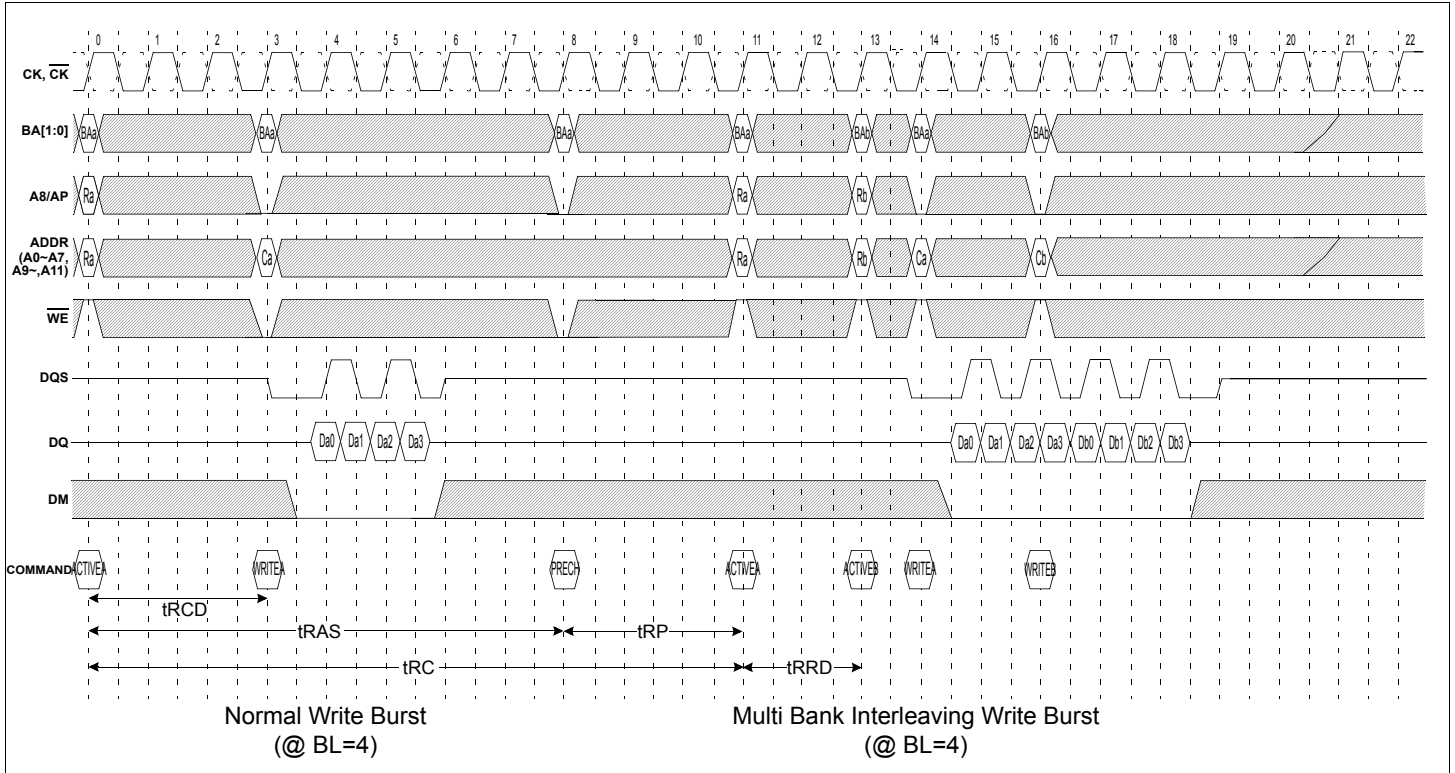 0 1 2 3 4 5 6 7 8 9 10 11 12 13 14 15 16 17 18 19 20 21 22
CK, CK
BA[1:0] BAa BAa BAa BAa BAb BAa BAb
A8/AP Ra Ra Rb
ADDR
(A0~A7,
A9~,A11) Ra Ca Ra Rb Ca Cb
WE
DQS
DQ Da0 Da1 Da2 Da3 Da0 Da1 Da2 Da3 Db0 Db1 Db2 Db3
DM
COMMAND ACTIVEA WRITEA PRECH ACTIVEA ACTIVEB WRITEA WRITEB
tRCD
tRAS tRP
tRC tRRD
Normal Write Burst
(@ BL=4)
Multi Bank Interleaving Write Burst
(@ BL=4)